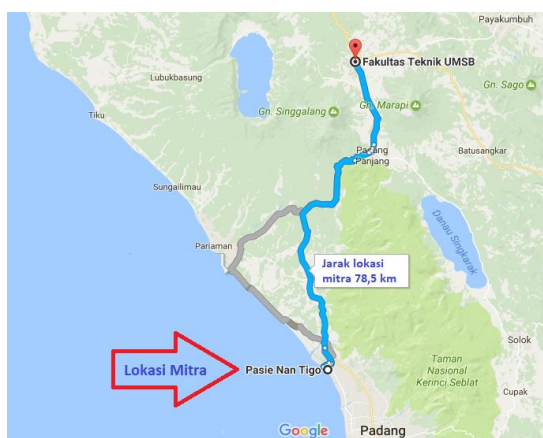 Payakumbuh
Fakultas Teknik UMSB
Lubukbasung
Gn. Sago
Gn. Singgalang
Gn. Marapi
Tiku
Padang
Panjang
Batusangkar
Sungailimau
Danau Singkarak
Pariaman
Jarak lokasi
mitra 78,5 km
Solok
Lokasi Mitra
Pasie Nan Tigo
Taman
Nasional
Kerinci Seblat
Cupak
Google
Padang